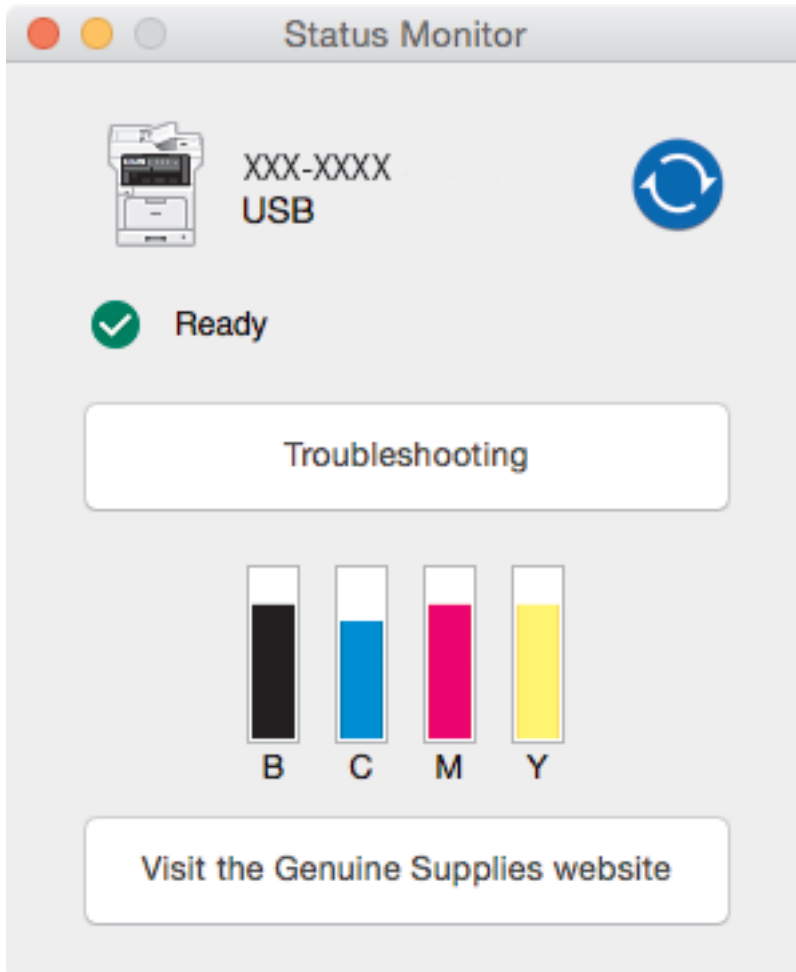 Status Monitor
XXX-XXXX
USB
Ready
Troubleshooting
B C M Y
Visit the Genuine Supplies website